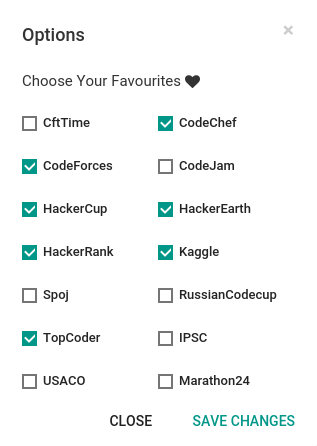 Options
×
Choose Your Favourites
CftTime
CodeChef
CodeForces
CodeJam
HackerCup
HackerEarth
HackerRank
Kaggle
Spoj
RussianCodecup
TopCoder
IPSC
USACO
Marathon24
CLOSE
SAVE CHANGES